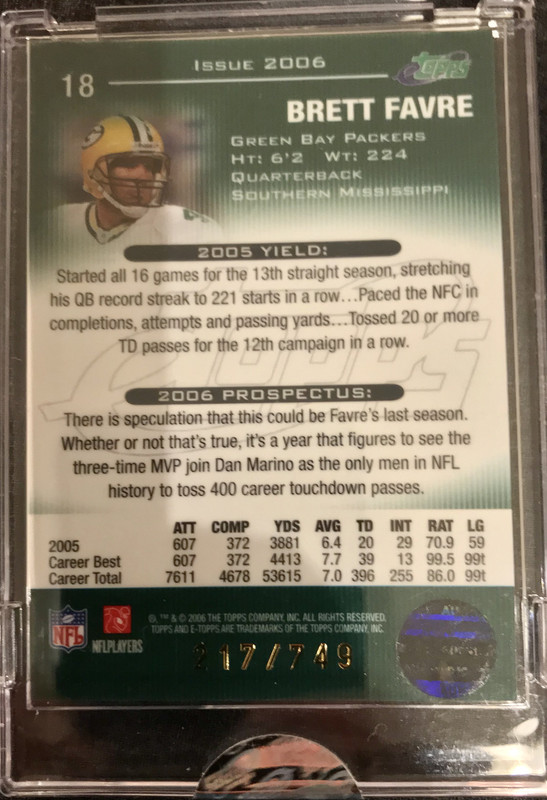 Issue 2006
18
eTopps
BRETT FAVRE
Green Bay Packers
Ht: 6'2 Wt: 224
Quarterback
Southern Mississippi
2005 Yield:
Started all 16 games for the 13th straight season, stretching
his QB record streak to 221 starts in a row…Paced the NFC in
completions, attempts and passing yards…Tossed 20 or more
TD passes for the 12th campaign in a row.
2006 Prospectus:
There is speculation that this could be Favre's last season.
Whether or not that's true, it's a year that figures to see the
three-time MVP join Dan Marino as the only men in NFL
history to toss 400 career touchdown passes.
ATT COMP YDS AVG TD INT RAT LG
2005 607 372 3881 6.4 20 29 70.9 59
Career Best 607 372 4413 7.7 39 13 99.5 99t
Career Total 7611 4678 53615 7.0 396 255 86.0 99t
NFL
NFLPLAYERS
®, ™ & © 2006 THE TOPPS COMPANY, INC. ALL RIGHTS RESERVED.
TOPPS AND E-TOPPS ARE TRADEMARKS OF THE TOPPS COMPANY, INC.
217/749